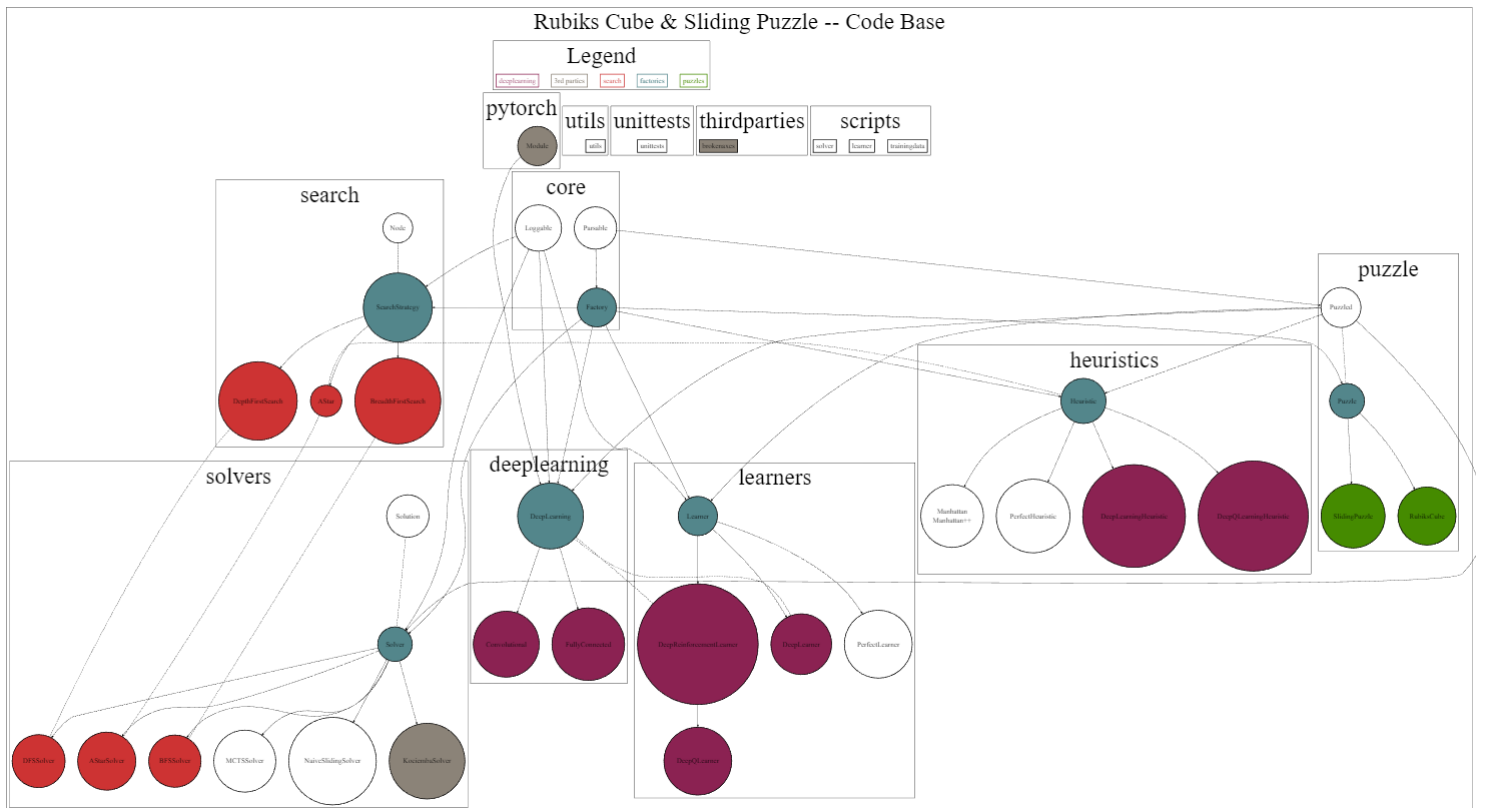 Rubiks Cube & Sliding Puzzle -- Code Base
Legend
deeplearning
3rd parties
search
factories
puzzles
pytorch
Module
utils
utils
unittests
unittests
thirdparties
brokenaxes
scripts
solver
learner
trainingdata
search
Node
SearchStrategy
DepthFirstSearch
AStar
BreadthFirstSearch
core
Loggable
Parsable
Factory
puzzle
Puzzled
Puzzle
SlidingPuzzle
RubiksCube
heuristics
Heuristic
Manhattan
Manhattan++
PerfectHeuristic
DeepLearningHeuristic
DeepQLearningHeuristic
solvers
Solution
Solver
DFSSolver
AStarSolver
BFSSolver
MCTSSolver
NaiveSlidingSolver
KociembaSolver
deeplearning
DeepLearning
Convolutional
FullyConnected
learners
Learner
DeepReinforcementLearner
DeepLearner
PerfectLearner
DeepQLearner